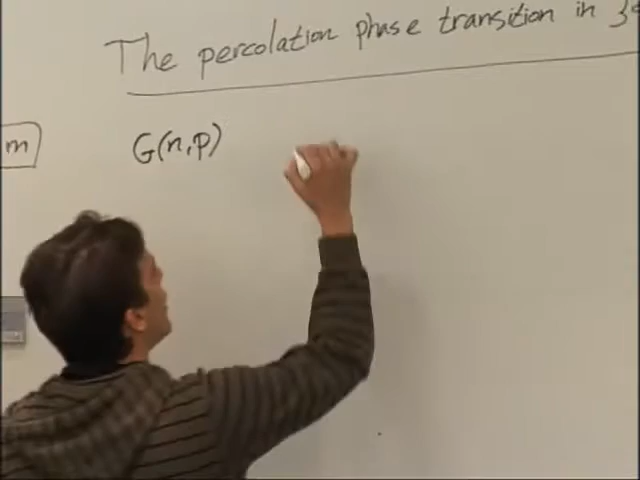 The percolation phase transition in
m
G(n,p)